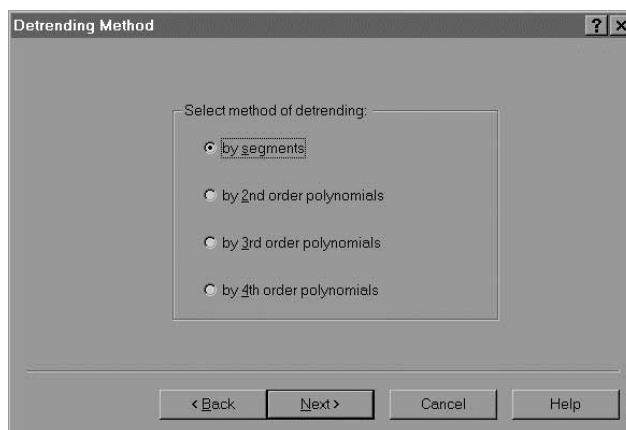 Detrending Method
Select method of detrending:
by segments
by 2nd order polynomials
by 3rd order polynomials
by 4th order polynomials
< Back Next > Cancel Help